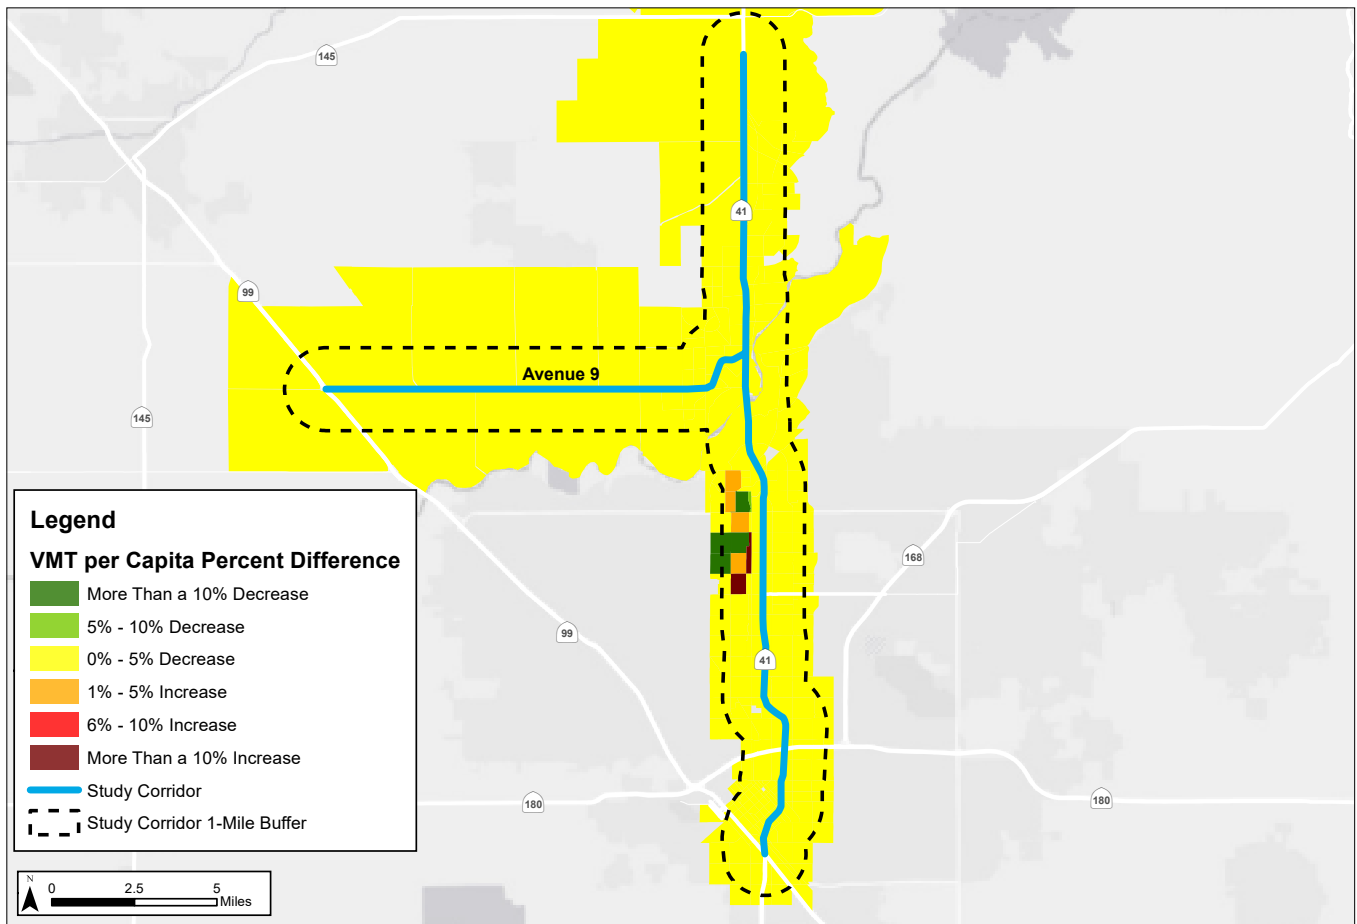 145
41
99
Avenue 9
145
168
99
41
180
180
Legend
VMT per Capita Percent Difference
More Than a 10% Decrease
5% - 10% Decrease
0% - 5% Decrease
1% - 5% Increase
6% - 10% Increase
More Than a 10% Increase
Study Corridor
Study Corridor 1-Mile Buffer
N
0 2.5 5
Miles